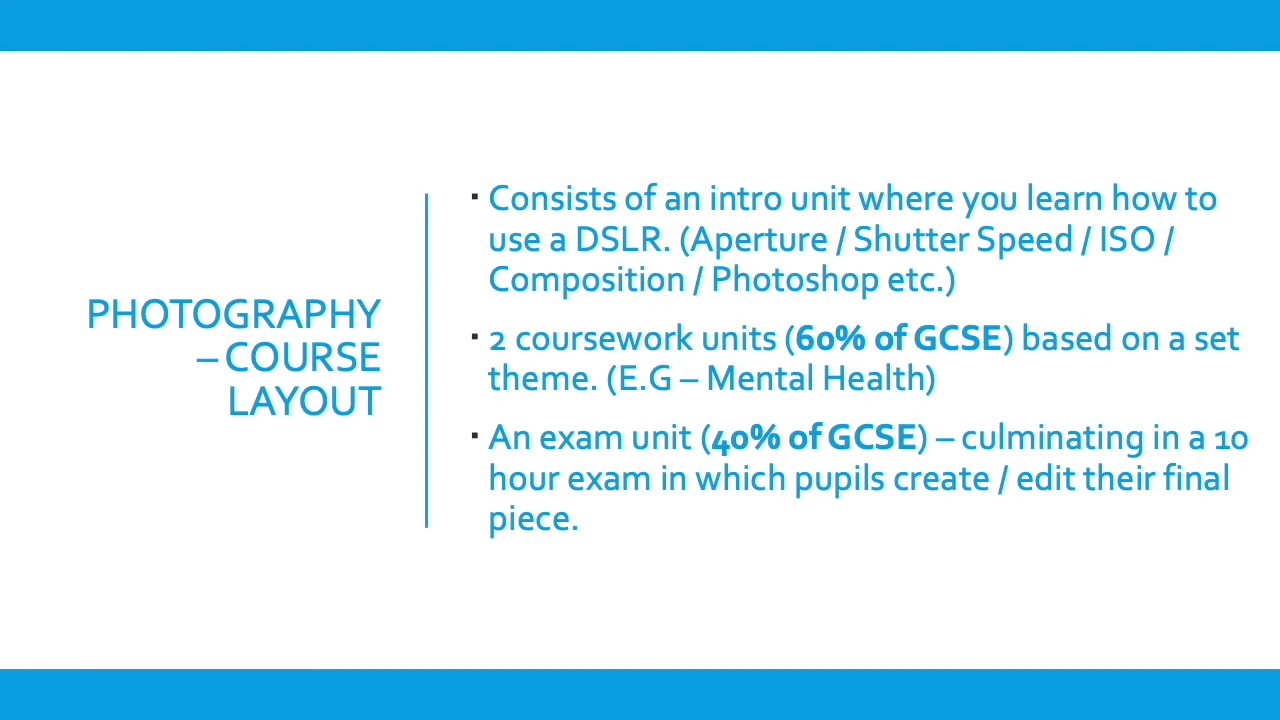 PHOTOGRAPHY
– COURSE
LAYOUT
▪ Consists of an intro unit where you learn how to
use a DSLR. (Aperture / Shutter Speed / ISO /
Composition / Photoshop etc.)
▪ 2 coursework units (60% of GCSE) based on a set
theme. (E.G – Mental Health)
▪ An exam unit (40% of GCSE) – culminating in a 10
hour exam in which pupils create / edit their final
piece.